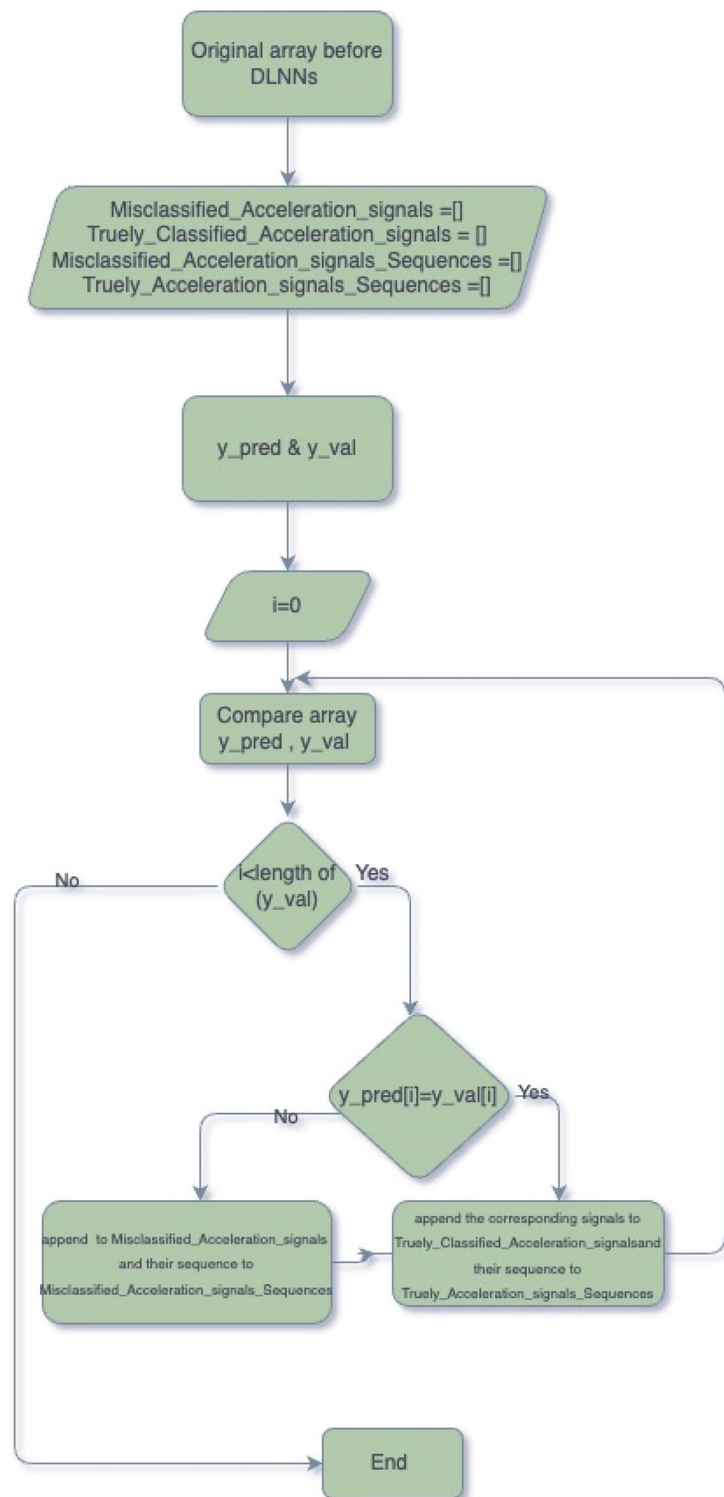 Original array before
DLNNs
Misclassified_Acceleration_signals =[]
Truely_Classified_Acceleration_signals = []
Misclassified_Acceleration_signals_Sequences =[]
Truely_Acceleration_signals_Sequences =[]
y_pred & y_val
i=0
Compare array
y_pred , y_val
i<length of
(y_val)
No
Yes
y_pred[i]=y_val[i]
No
Yes
append to Misclassified_Acceleration_signals
and their sequence to
Misclassified_Acceleration_signals_Sequences
append the corresponding signals to
Truely_Classified_Acceleration_signalsand
their sequence to
Truely_Acceleration_signals_Sequences
End